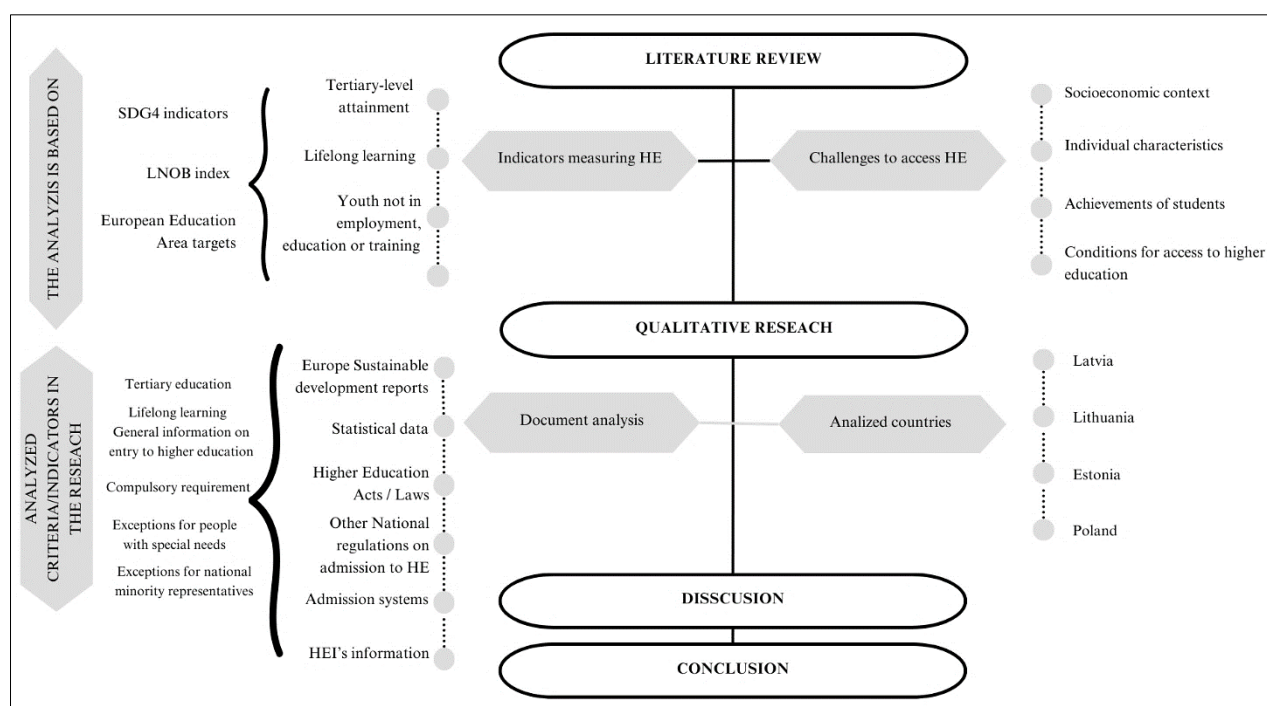 LITERATURE REVIEW
THE ANALYZIS IS BASED ON
SDG4 indicators
LNOB index
European Education
Area targets
Tertiary-level
attainment
Lifelong learning
Youth not in
employment,
education or training
Indicators measuring HE
Challenges to access HE
Socioeconomic context
Individual characteristics
Achievements of students
Conditions for access to higher
education
QUALITATIVE RESEACH
ANALYZED
CRITERIA/INDICATORS IN
THE RESEACH
Tertiary education
Lifelong learning
General information on
entry to higher education
Compulsory requirement
Exceptions for people
with special needs
Exceptions for national
minority representatives
Europe Sustainable
development reports
Statistical data
Higher Education
Acts / Laws
Other National
regulations on
admission to HE
Admission systems
HEI's information
Document analysis
Analized countries
Latvia
Lithuania
Estonia
Poland
DISSCUSION
CONCLUSION